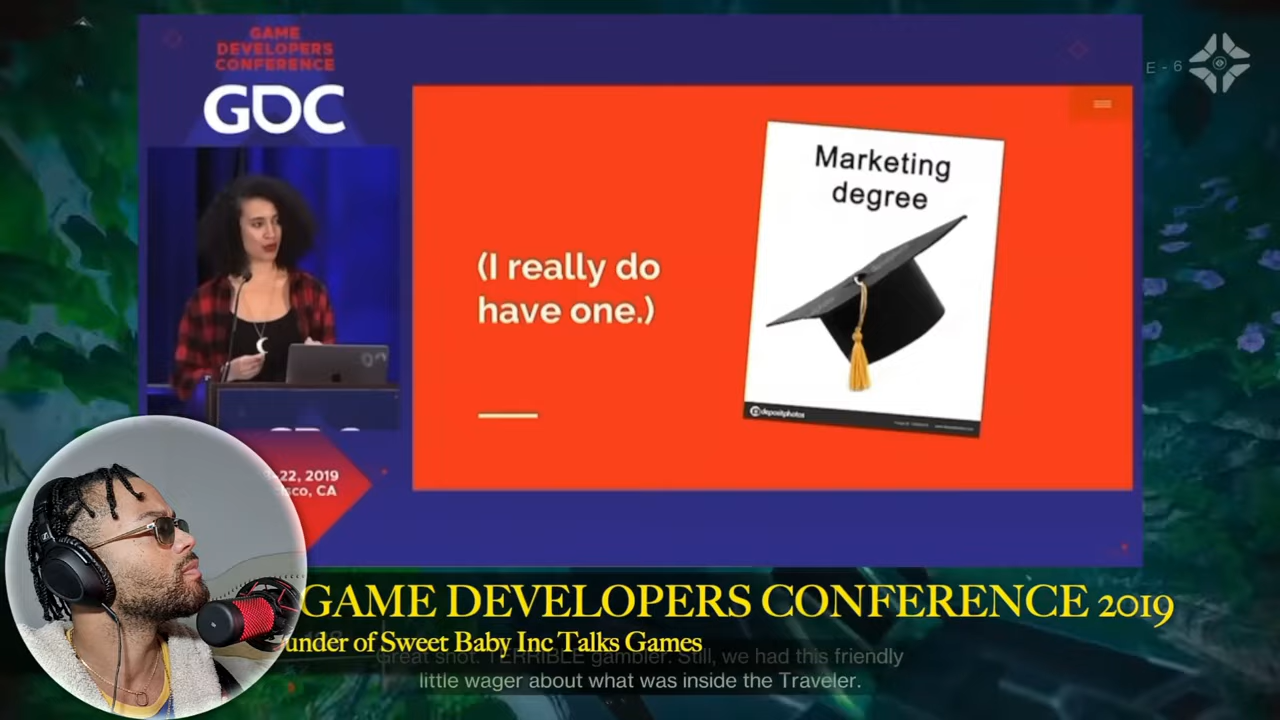 GAME
DEVELOPERS
CONFERENCE
GDC
E-6
Marketing
degree
(I really do
have one.)
depositphotos
22, 2019
sco, CA
GAME DEVELOPERS CONFERENCE 2019
under of Sweet Baby Inc Talks Games
Great shot. TERRIBLE gambler. Still, we had this friendly
little wager about what was inside the Traveler.